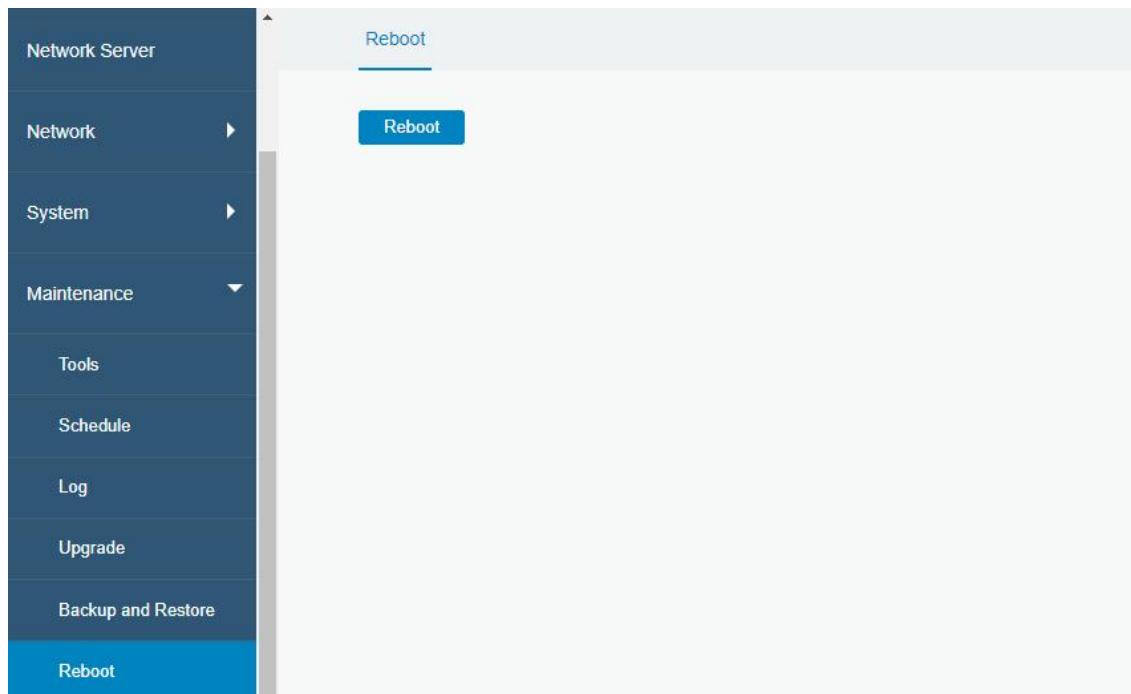 Network Server
Network
System
Maintenance
Tools
Schedule
Log
Upgrade
Backup and Restore
Reboot
Reboot
Reboot